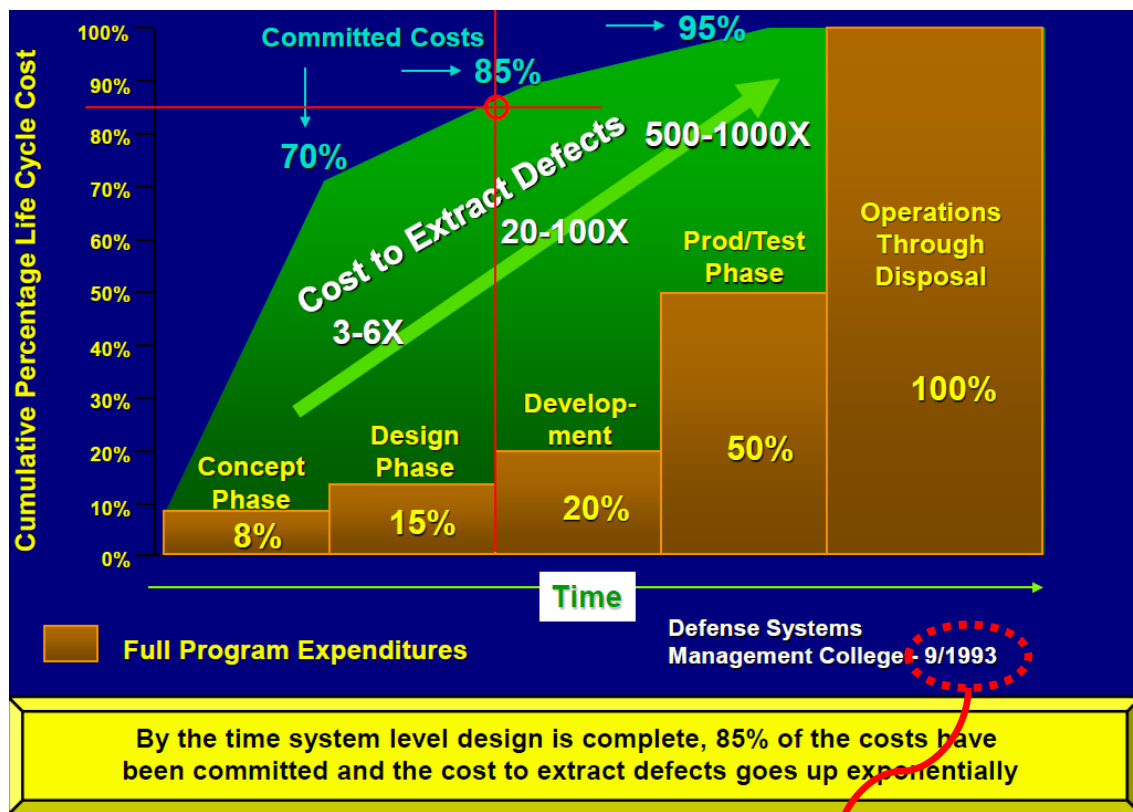 Cumulative Percentage Life Cycle Cost
100%
90%
80%
70%
60%
50%
40%
30%
20%
10%
0%
Committed Costs
70%
85%
95%
Cost to Extract Defects
3-6X
20-100X
500-1000X
Concept
Phase
8%
Design
Phase
15%
Develop-
ment
20%
Prod/Test
Phase
50%
Operations
Through
Disposal
100%
Time
Full Program Expenditures
Defense Systems
Management College - 9/1993
By the time system level design is complete, 85% of the costs have
been committed and the cost to extract defects goes up exponentially